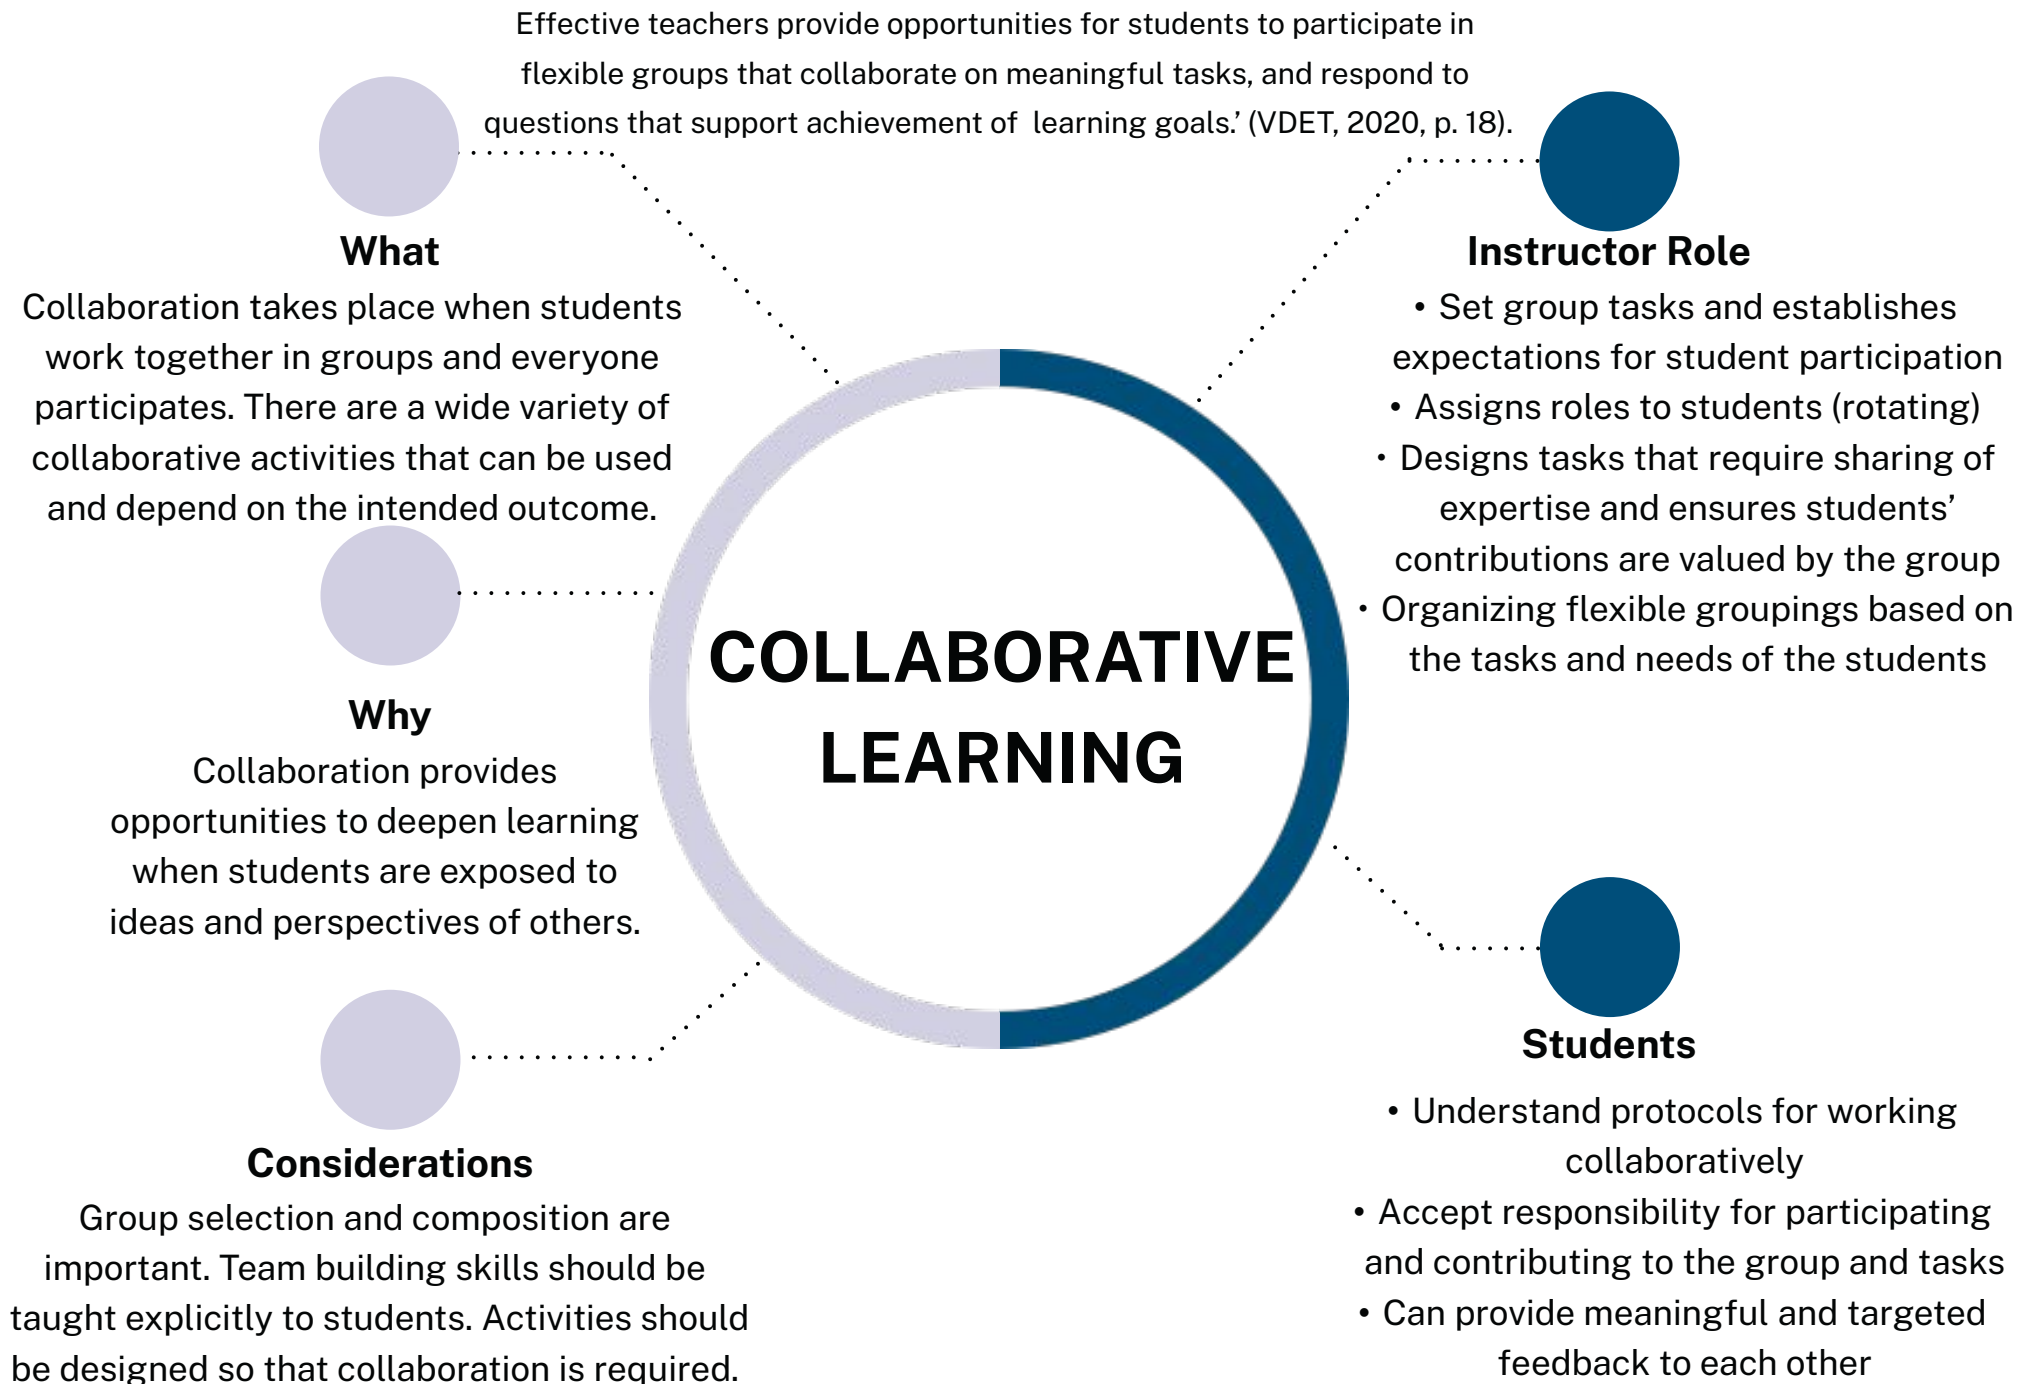 Effective teachers provide opportunities for students to participate in
flexible groups that collaborate on meaningful tasks, and respond to
questions that support achievement of learning goals.’ (VDET, 2020, p. 18).
What
Collaboration takes place when students
work together in groups and everyone
participates. There are a wide variety of
collaborative activities that can be used
and depend on the intended outcome.
Why
Collaboration provides
opportunities to deepen learning
when students are exposed to
ideas and perspectives of others.
Considerations
Group selection and composition are
important. Team building skills should be
taught explicitly to students. Activities should
be designed so that collaboration is required.
COLLABORATIVE
LEARNING
Instructor Role
• Set group tasks and establishes
expectations for student participation
• Assigns roles to students (rotating)
• Designs tasks that require sharing of
expertise and ensures students’
contributions are valued by the group
• Organizing flexible groupings based on
the tasks and needs of the students
Students
• Understand protocols for working
collaboratively
• Accept responsibility for participating
and contributing to the group and tasks
• Can provide meaningful and targeted
feedback to each other